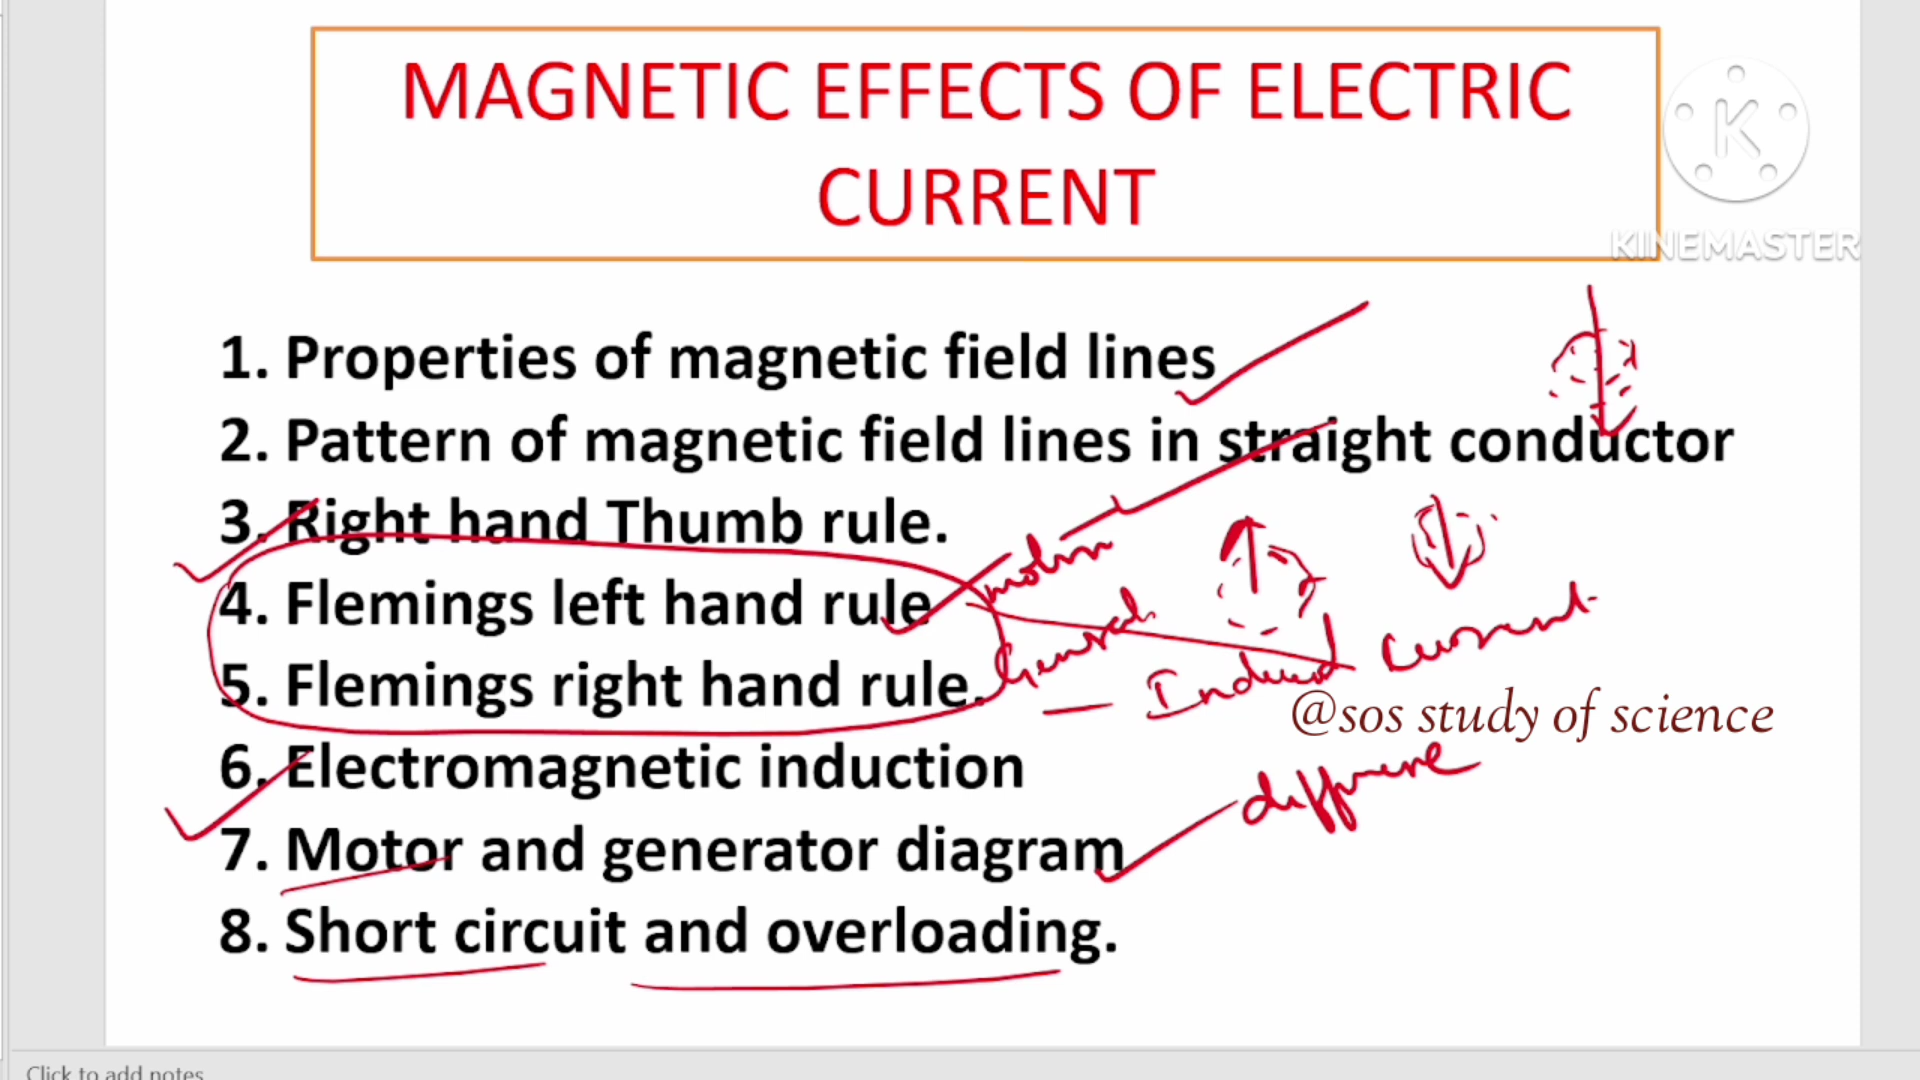 MAGNETIC EFFECTS OF ELECTRIC
CURRENT
K
KINEMASTER
1. Properties of magnetic field lines
2. Pattern of magnetic field lines in straight conductor
3. Right hand Thumb rule.
4. Flemings left hand rule
5. Flemings right hand rule.
— Induced Current
@sos study of science
6. Electromagnetic induction
7. Motor and generator diagram
8. Short circuit and overloading.
Click to add notes